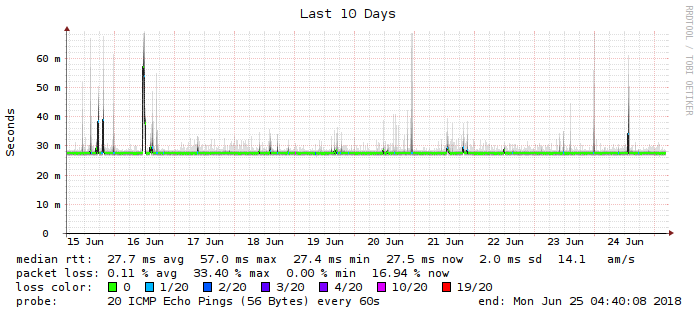 Last 10 Days
RRDTOOL / TOBI OETIKER
Seconds
60 m
50 m
40 m
30 m
20 m
10 m
0
15 Jun 16 Jun 17 Jun 18 Jun 19 Jun 20 Jun 21 Jun 22 Jun 23 Jun 24 Jun
median rtt: 27.7 ms avg 57.0 ms max 27.4 ms min 27.5 ms now 2.0 ms sd 14.1 am/s
packet loss: 0.11 % avg 33.40 % max 0.00 % min 16.94 % now
loss color: 0 1/20 2/20 3/20 4/20 10/20 19/20
probe: 20 ICMP Echo Pings (56 Bytes) every 60s end: Mon Jun 25 04:40:08 2018